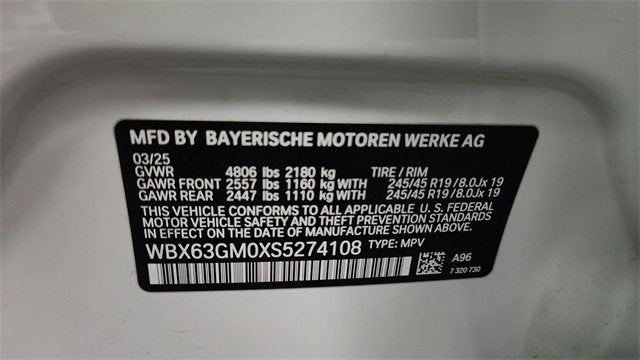 MFD BY BAYERISCHE MOTOREN WERKE AG
03/25
GVWR 4806 lbs 2180 kg TIRE / RIM
GAWR FRONT 2557 lbs 1160 kg WITH 245/45 R19 / 8.0Jx 19
GAWR REAR 2447 lbs 1110 kg WITH 245/45 R19 / 8.0Jx 19
THIS VEHICLE CONFORMS TO ALL APPLICABLE U. S. FEDERAL
MOTOR VEHICLE SAFETY AND THEFT PREVENTION STANDARDS
IN EFFECT ON THE DATE OF MANUFACTURE SHOWN ABOVE.
WBX63GM0XS5274108 TYPE: MPV
A96
7 320 730